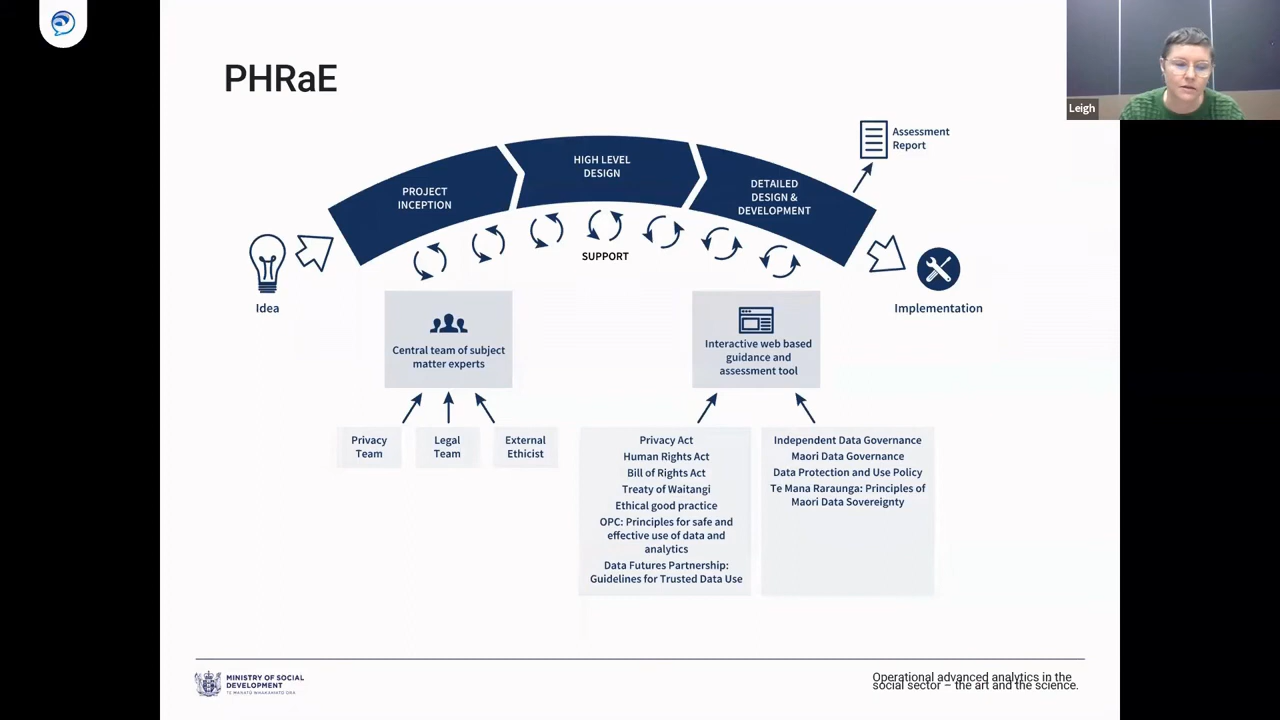 PHRaE
Leigh
Assessment
Report
PROJECT
INCEPTION
HIGH LEVEL
DESIGN
DETAILED
DESIGN &
DEVELOPMENT
SUPPORT
Idea
Implementation
Central team of subject
matter experts
Interactive web based
guidance and
assessment tool
Privacy
Team
Legal
Team
External
Ethicist
Privacy Act
Human Rights Act
Bill of Rights Act
Treaty of Waitangi
Ethical good practice
OPC: Principles for safe and
effective use of data and
analytics
Data Futures Partnership:
Guidelines for Trusted Data Use
Independent Data Governance
Maori Data Governance
Data Protection and Use Policy
Te Mana Raraunga: Principles of
Maori Data Sovereignty
MINISTRY OF SOCIAL
DEVELOPMENT
TE MANATŪ WHAKAHIATO ORA
Operational advanced analytics in the
social sector – the art and the science.